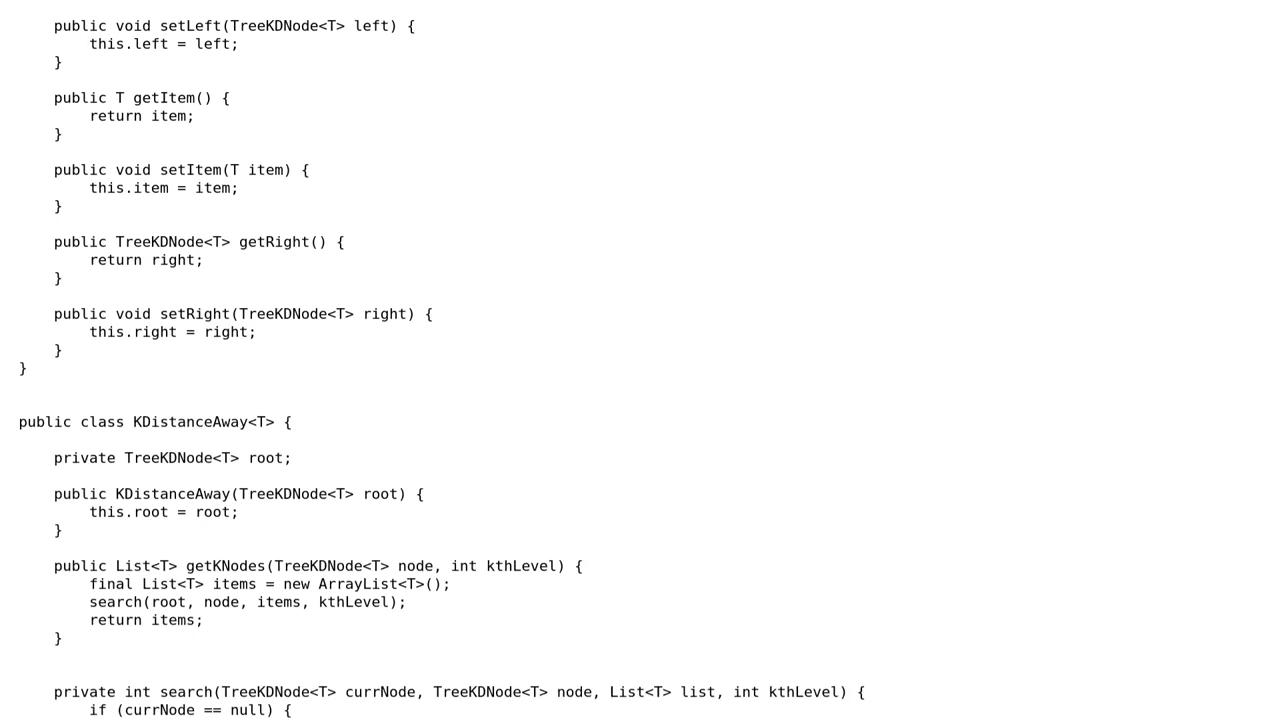 public void setLeft(TreeKDNode<T> left) {
        this.left = left;
    }

    public T getItem() {
        return item;
    }

    public void setItem(T item) {
        this.item = item;
    }

    public TreeKDNode<T> getRight() {
        return right;
    }

    public void setRight(TreeKDNode<T> right) {
        this.right = right;
    }
}


public class KDistanceAway<T> {

    private TreeKDNode<T> root;

    public KDistanceAway(TreeKDNode<T> root) {
        this.root = root;
    }

    public List<T> getKNodes(TreeKDNode<T> node, int kthLevel) {
        final List<T> items = new ArrayList<T>();
        search(root, node, items, kthLevel);
        return items;
    }


    private int search(TreeKDNode<T> currNode, TreeKDNode<T> node, List<T> list, int kthLevel) {
        if (currNode == null) {